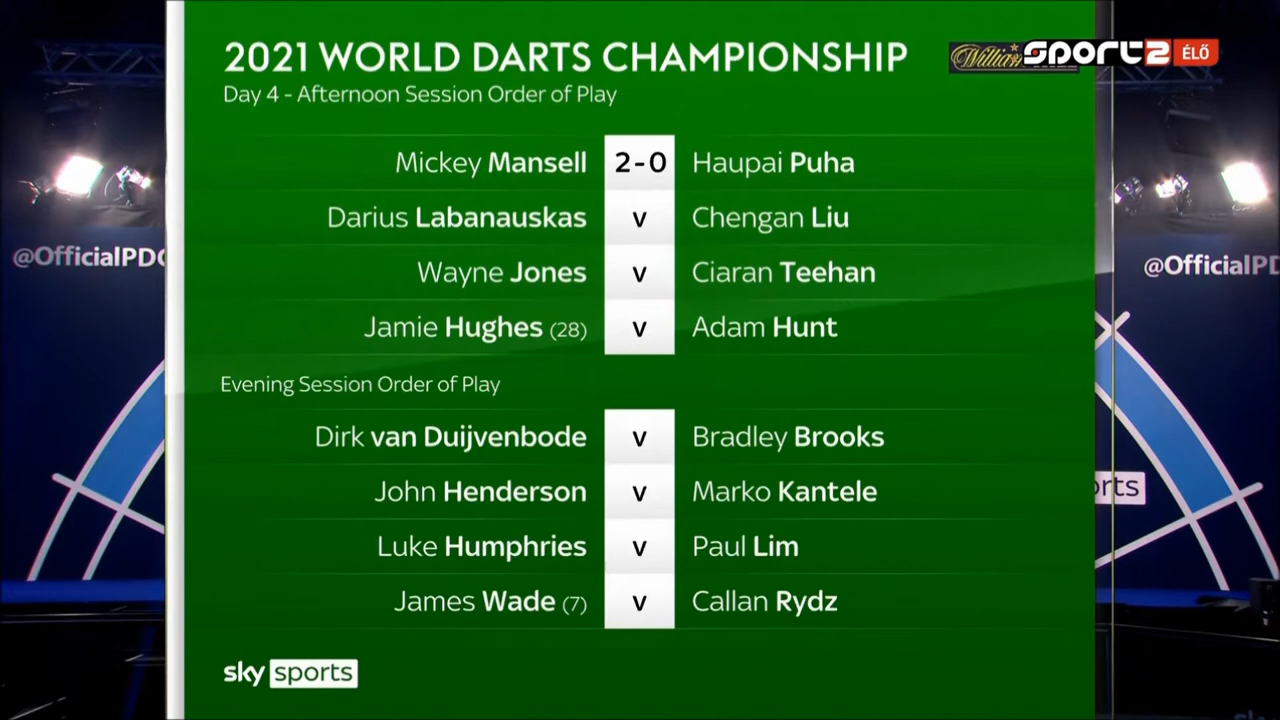 2021 WORLD DARTS CHAMPIONSHIP
Day 4 - Afternoon Session Order of Play
William SPORT2 ÉLŐ
Mickey Mansell 2-0 Haupai Puha
Darius Labanauskas v Chengan Liu
Wayne Jones v Ciaran Teehan
Jamie Hughes (28) v Adam Hunt
Evening Session Order of Play
Dirk van Duijvenbode v Bradley Brooks
John Henderson v Marko Kantele
Luke Humphries v Paul Lim
James Wade (7) v Callan Rydz
sky sports
@OfficialPDC
@OfficialPD
orts